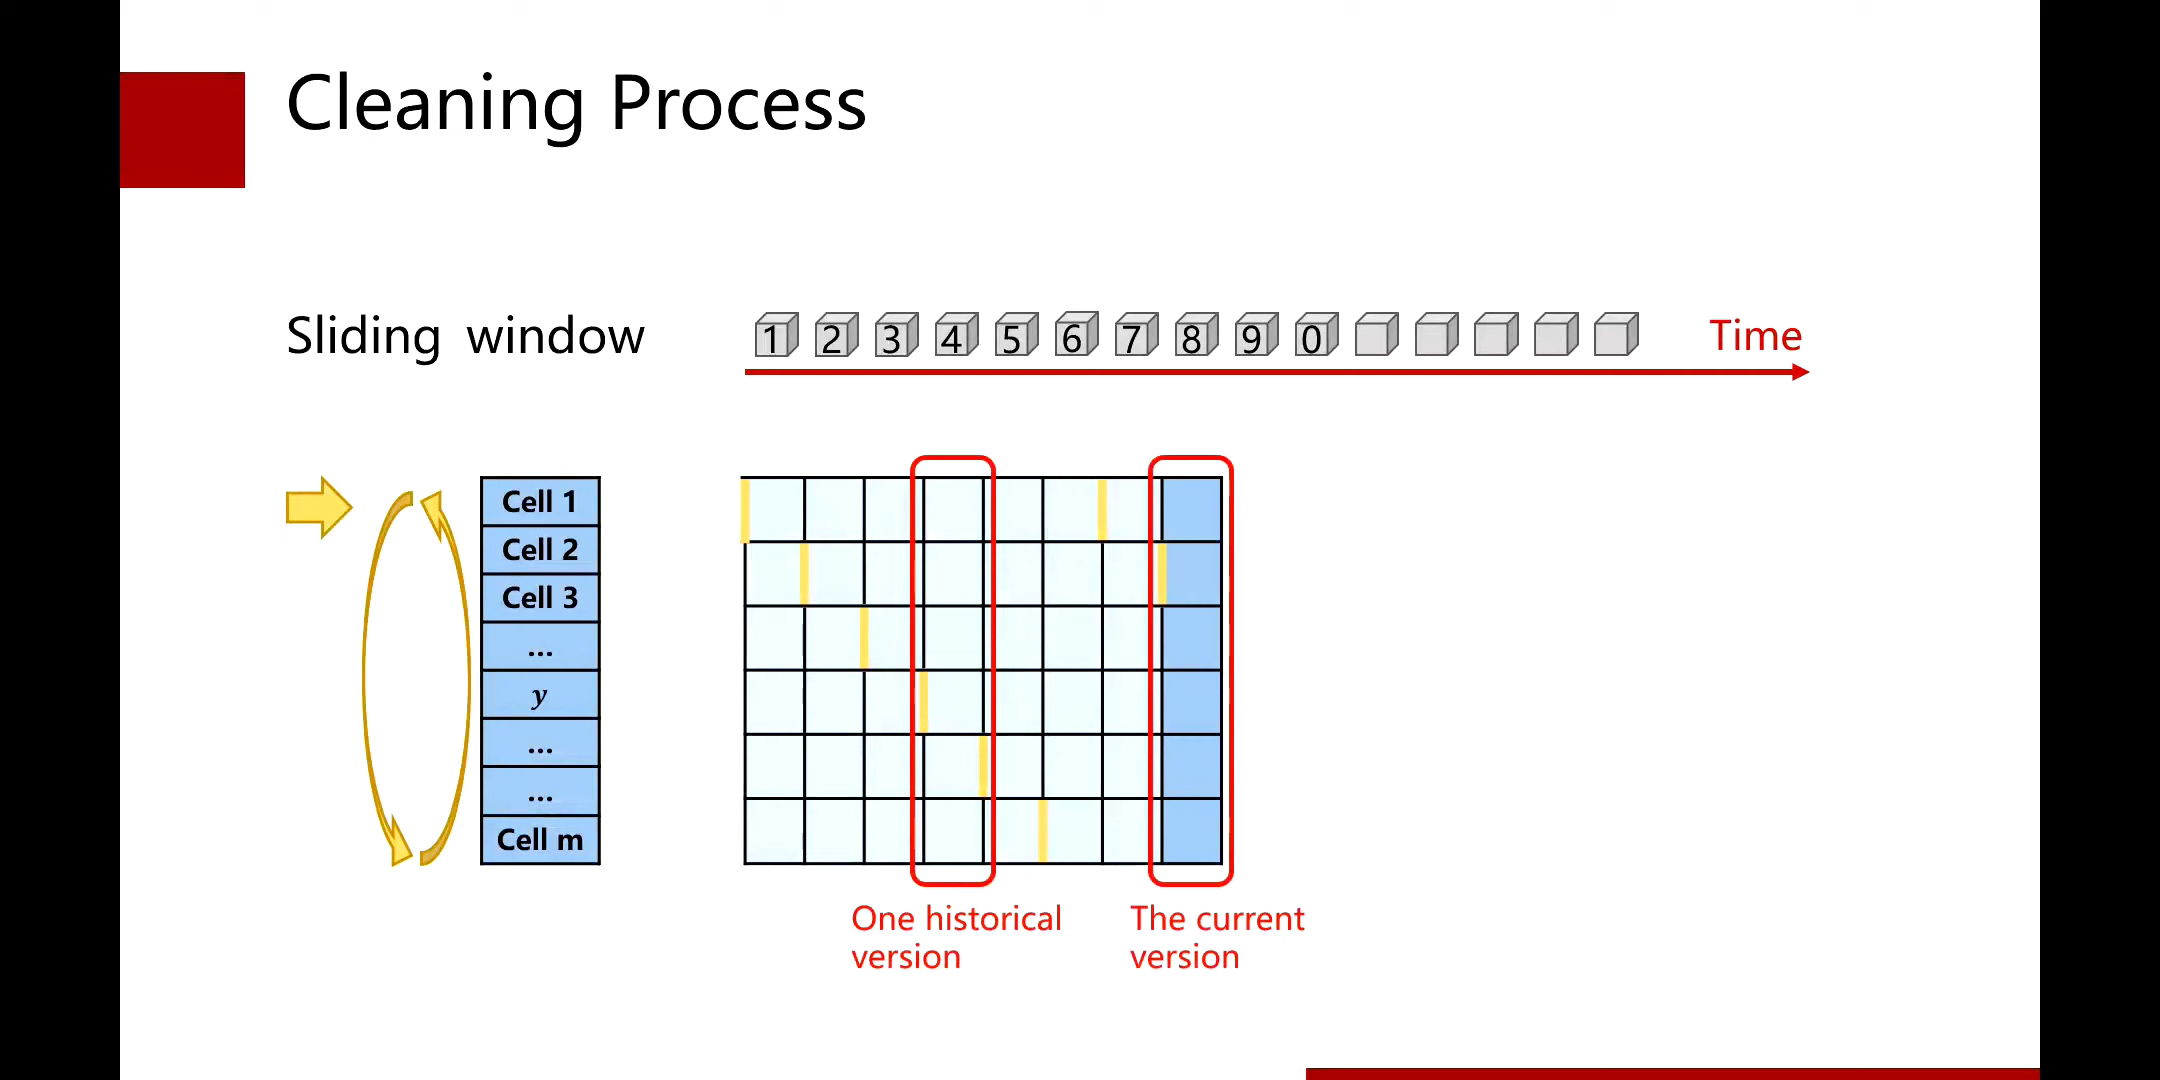 Cleaning Process
Sliding window
1 2 3 4 5 6 7 8 9 0
Time
Cell 1
Cell 2
Cell 3
...
y
...
...
Cell m
One historical
version
The current
version